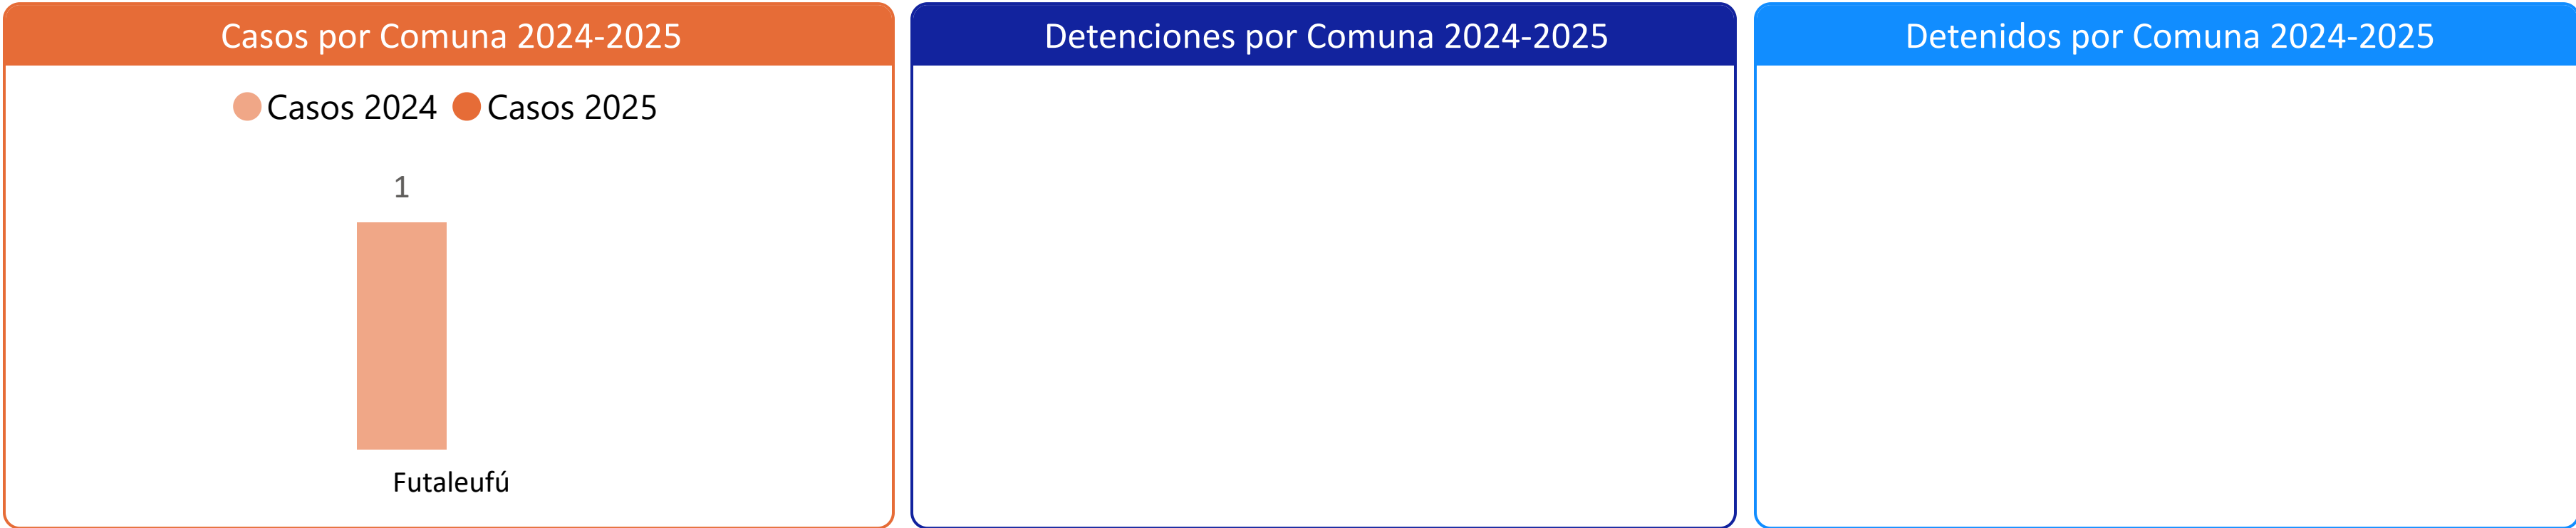 Casos por Comuna 2024-2025
Casos 2024 Casos 2025
1
Futaleufú
Detenciones por Comuna 2024-2025
Detenidos por Comuna 2024-2025